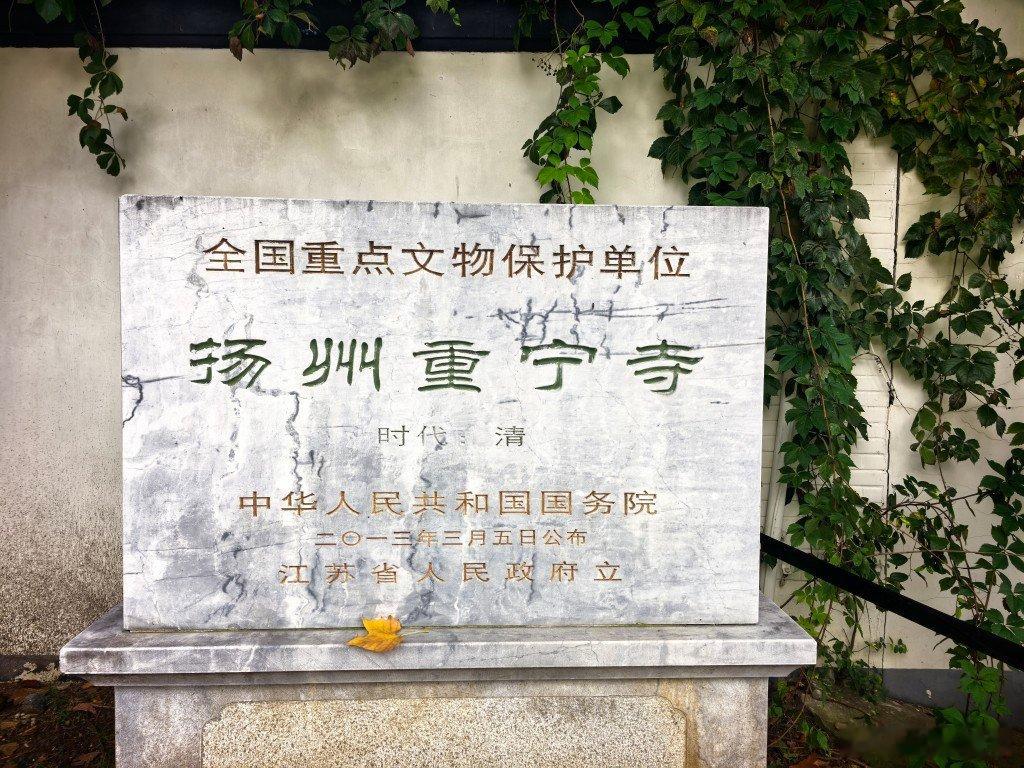 全国重点文物保护单位
扬州重宁寺
时代：清
中华人民共和国国务院
二〇一三年三月五日公布
江苏省人民政府立